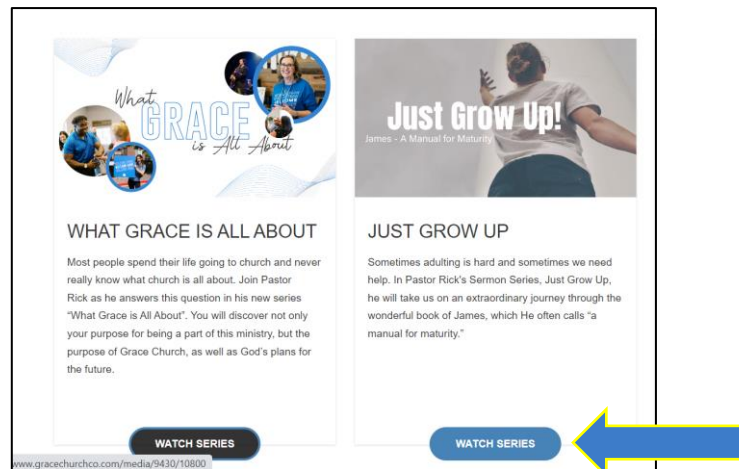 What
GRACE
is All About
WHAT GRACE IS ALL ABOUT
Most people spend their life going to church and never
really know what church is all about. Join Pastor
Rick as he answers this question in his new series
“What Grace is All About”. You will discover not only
your purpose for being a part of this ministry, but the
purpose of Grace Church, as well as God’s plans for
the future.
WATCH SERIES
Just Grow Up!
James - A Manual for Maturity
JUST GROW UP
Sometimes adulting is hard and sometimes we need
help. In Pastor Rick's Sermon Series, Just Grow Up,
he will take us on an extraordinary journey through the
wonderful book of James, which He often calls “a
manual for maturity.”
WATCH SERIES
www.gracechurchco.com/media/9430/10800